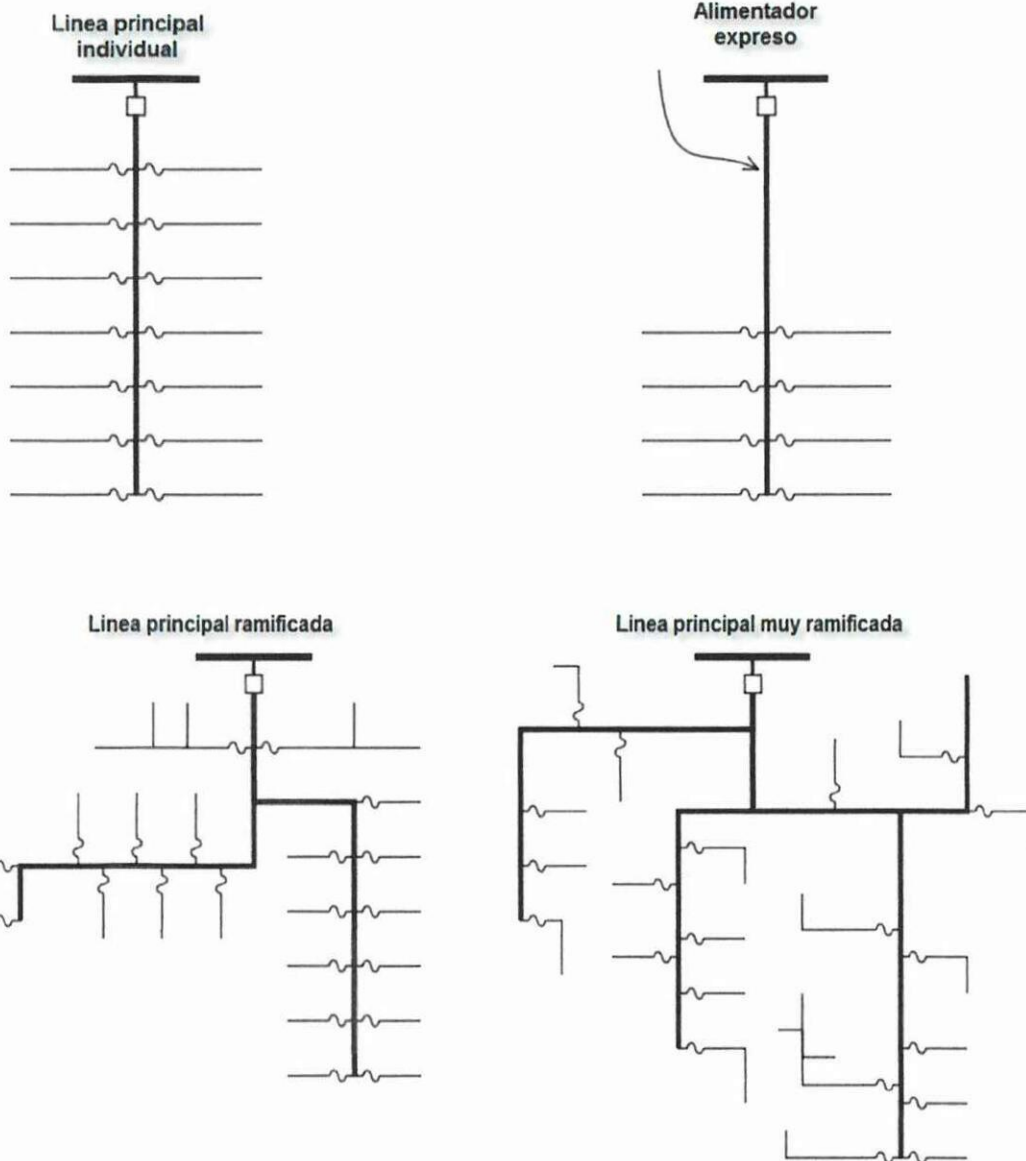 Linea principal
individual
Alimentador
expreso
Linea principal ramificada
Linea principal muy ramificada